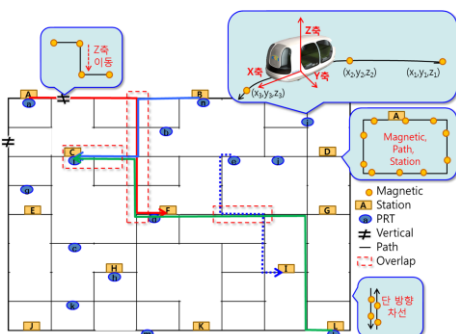 Z축
이동
Z축
X축
Y축
(x₂,y₂,z₂)
(x₁,y₁,z₁)
(x₃,y₃,z₃)
A
B
A
Magnetic,
Path,
Station
C
D
E
F
G
H
I
J
K
L
Magnetic
A Station
a PRT
Vertical
Path
Overlap
단 방향
차선